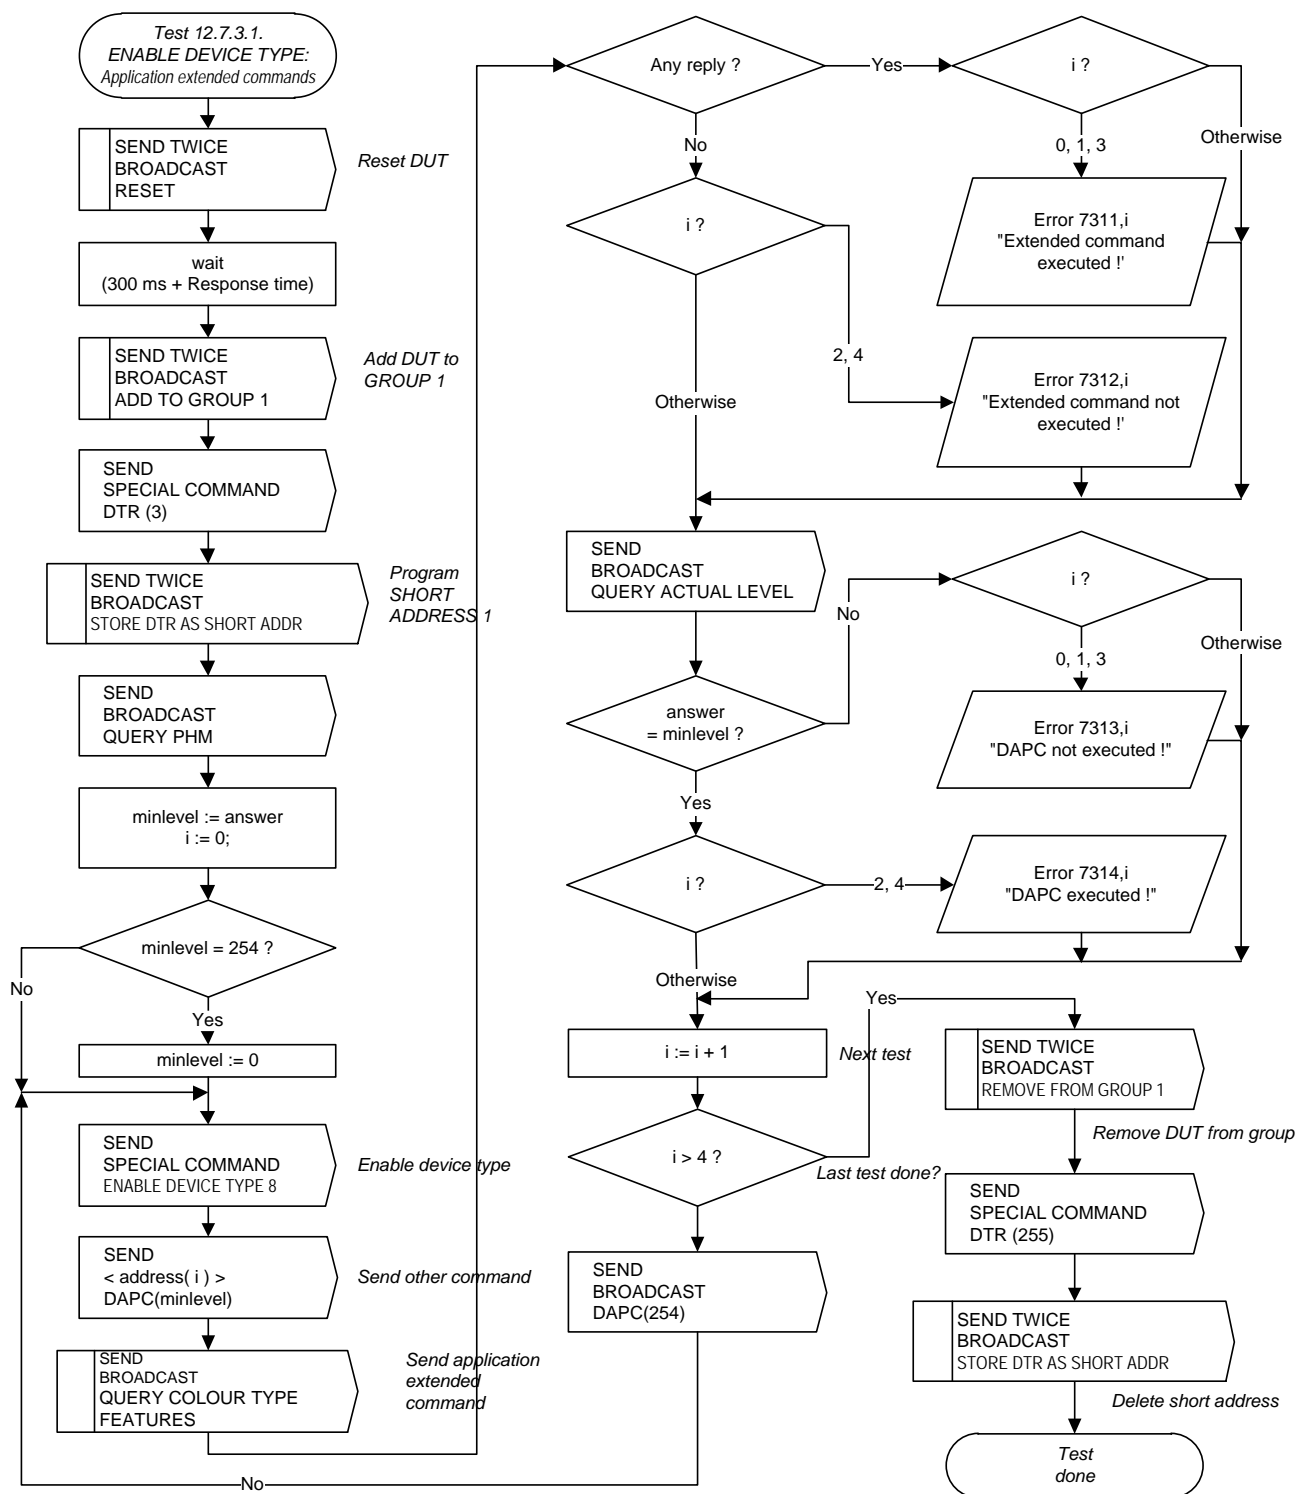 Test 12.7.3.1.
ENABLE DEVICE TYPE:
Application extended commands
SEND TWICE
BROADCAST
RESET
Reset DUT
wait
(300 ms + Response time)
SEND TWICE
BROADCAST
ADD TO GROUP 1
Add DUT to
GROUP 1
SEND
SPECIAL COMMAND
DTR (3)
SEND TWICE
BROADCAST
STORE DTR AS SHORT ADDR
Program
SHORT
ADDRESS 1
SEND
BROADCAST
QUERY PHM
minlevel := answer
i := 0;
minlevel = 254 ?
No
Yes
minlevel := 0
SEND
SPECIAL COMMAND
ENABLE DEVICE TYPE 8
Enable device type
SEND
< address( i ) >
DAPC(minlevel)
Send other command
SEND
BROADCAST
QUERY COLOUR TYPE
FEATURES
Send application
extended
command
Any reply ?
Yes
i ?
No
0, 1, 3
Otherwise
i ?
Error 7311,i
"Extended command
executed !'
2, 4
Otherwise
Error 7312,i
"Extended command not
executed !'
SEND
BROADCAST
QUERY ACTUAL LEVEL
No
i ?
Otherwise
0, 1, 3
answer
= minlevel ?
Error 7313,i
"DAPC not executed !"
Yes
i ?
2, 4
Error 7314,i
"DAPC executed !"
Otherwise
i := i + 1
Next test
i > 4 ?
Last test done?
Yes
SEND TWICE
BROADCAST
REMOVE FROM GROUP 1
Remove DUT from group
SEND
SPECIAL COMMAND
DTR (255)
SEND
BROADCAST
DAPC(254)
No
SEND TWICE
BROADCAST
STORE DTR AS SHORT ADDR
Delete short address
Test
done